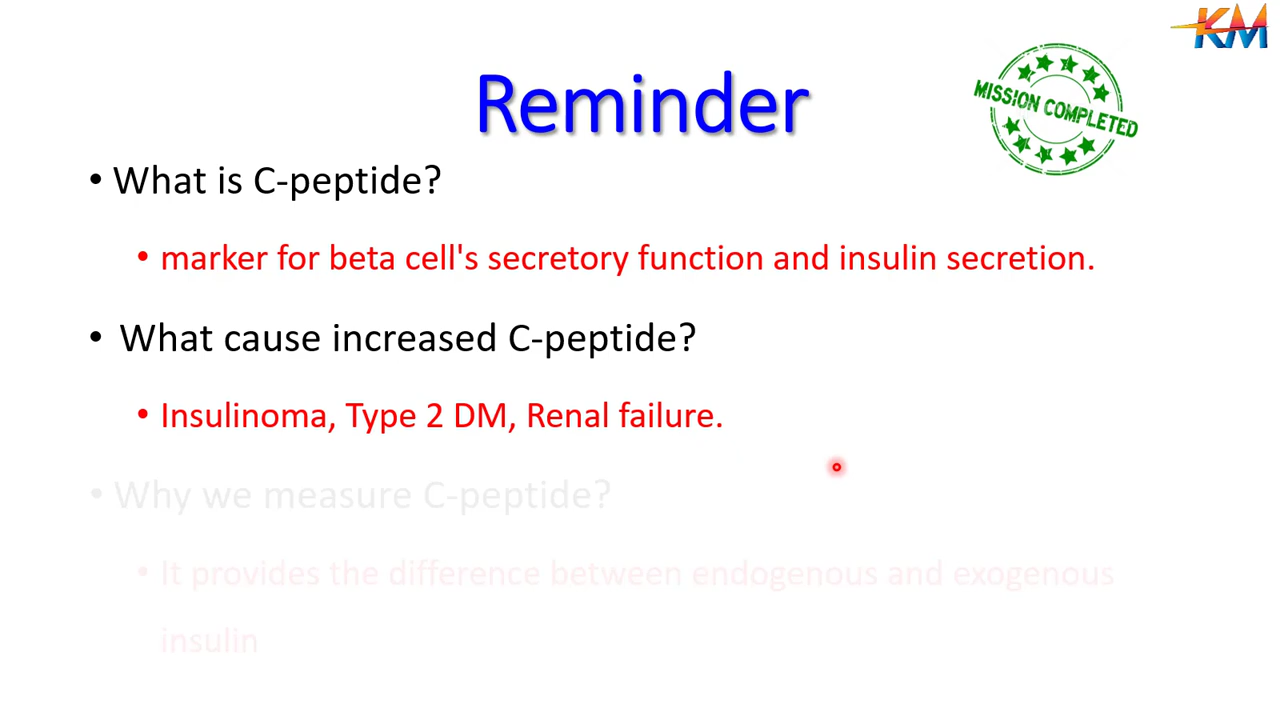 KM
Reminder
MISSION COMPLETED
• What is C-peptide?
• marker for beta cell's secretory function and insulin secretion.
• What cause increased C-peptide?
• Insulinoma, Type 2 DM, Renal failure.
• Why we measure C-peptide?
• It provides the difference between endogenous and exogenous
insulin